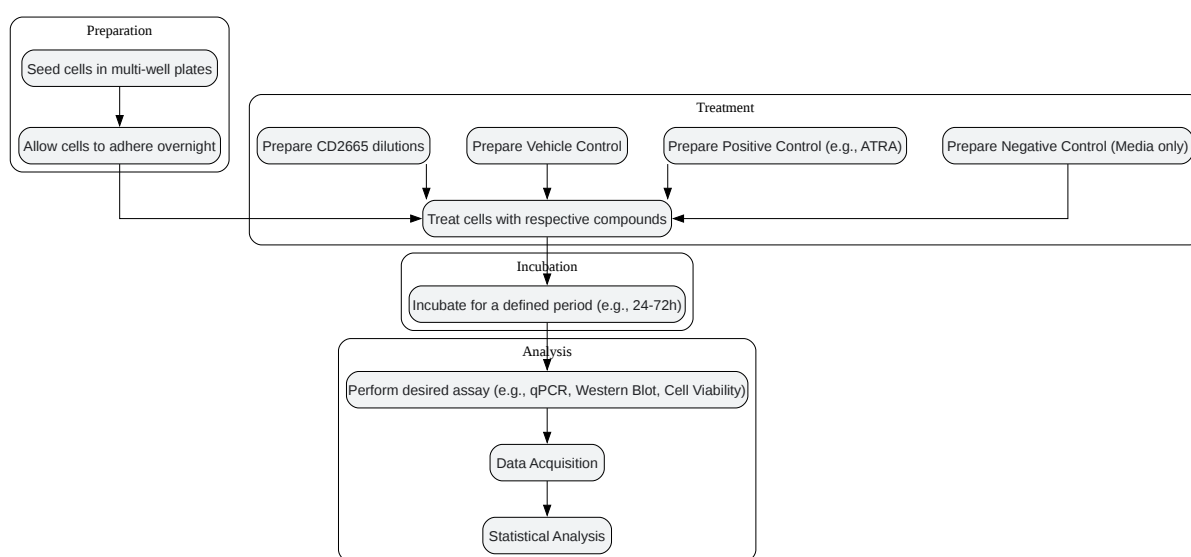 Preparation
Seed cells in multi-well plates
Allow cells to adhere overnight
Treatment
Prepare CD2665 dilutions
Prepare Vehicle Control
Prepare Positive Control (e.g., ATRA)
Prepare Negative Control (Media only)
Treat cells with respective compounds
Incubation
Incubate for a defined period (e.g., 24-72h)
Analysis
Perform desired assay (e.g., qPCR, Western Blot, Cell Viability)
Data Acquisition
Statistical Analysis